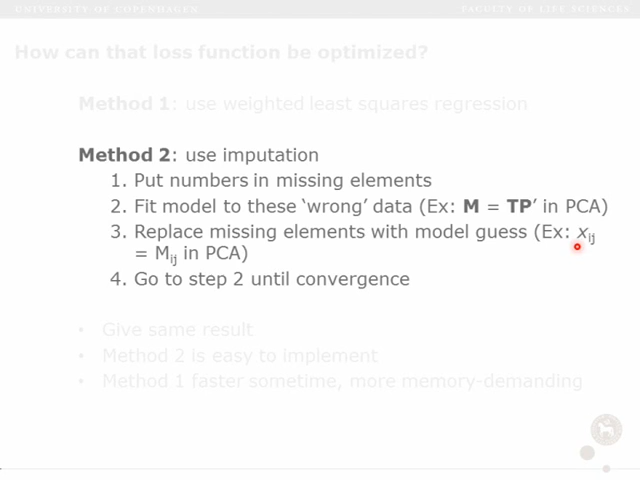 UNIVERSITY OF COPENHAGEN
FACULTY OF LIFE SCIENCES
How can that loss function be optimized?
Method 1: use weighted least squares regression
Method 2: use imputation
1. Put numbers in missing elements
2. Fit model to these ‘wrong’ data (Ex: M = TP’ in PCA)
3. Replace missing elements with model guess (Ex: xij
= Mij in PCA)
4. Go to step 2 until convergence
• Give same result
• Method 2 is easy to implement
• Method 1 faster sometime, more memory-demanding